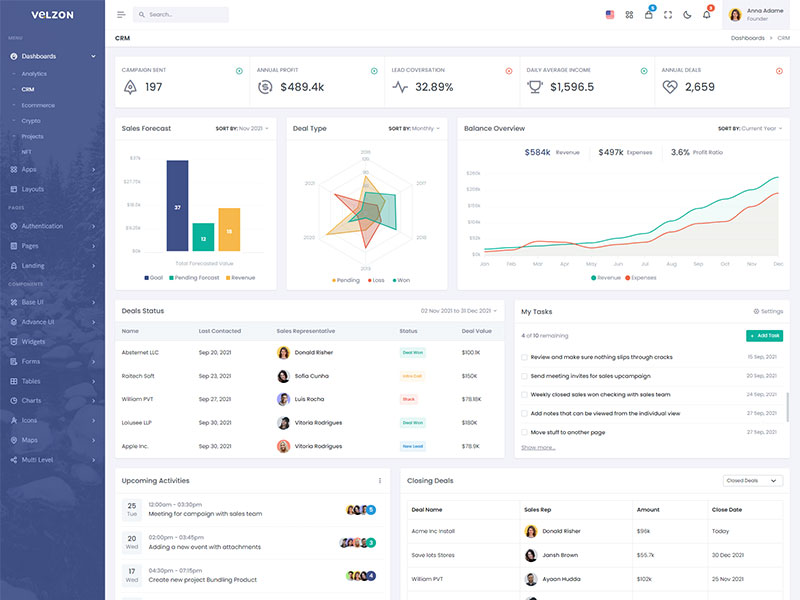 VELZON
Search...
5
Anna Adame
Founder
MENU
Dashboards
Analytics
CRM
Ecommerce
Crypto
Projects
NFT
Apps
Layouts
PAGES
Authentication
Pages
Landing
COMPONENTS
Base UI
Advance UI
Widgets
Forms
Tables
Charts
Icons
Maps
Multi Level
CRM
Dashboards > CRM
CAMPAIGN SENT
197
ANNUAL PROFIT
$489.4k
LEAD COVERSATION
32.89%
DAILY AVERAGE INCOME
$1,596.5
ANNUAL DEALS
2,659
Sales Forecast
SORT BY: Nov 2021
$37k
$27.75k
$18.5k
$9.25k
$0k
37
12
18
Total Forecasted Value
Goal Pending Forcast Revenue
Deal Type
SORT BY: Monthly
2016
2017
2018
2019
2020
2021
Pending Loss Won
Balance Overview
SORT BY: Current Year
$584k Revenue $497k Expenses 3.6% Profit Ratio
$260k
$0k
Jan Feb Mar Apr May Jun Jul Aug Sep Oct Nov Dec
Revenue Expenses
Deals Status
02 Nov 2021 to 31 Dec 2021
Name Last Contacted Sales Representative Status Deal Value
Absternet LLC Sep 20, 2021 Donald Risher Deal Won $100.1K
Raitech Soft Sep 23, 2021 Sofia Cunha Intro Call $150K
William PVT Sep 27, 2021 Luis Rocha Stuck $78.18K
Loiusee LLP Sep 30, 2021 Vitoria Rodrigues Deal Won $180K
Apple Inc. Sep 30, 2021 Vitoria Rodrigues New Lead $78.9K
My Tasks
Settings
4 of 10 remaining
+ Add Task
Review and make sure nothing slips through cracks 15 Sep, 2021
Send meeting invites for sales upcampaign 20 Sep, 2021
Weekly closed sales won checking with sales team 24 Sep, 2021
Add notes that can be viewed from the individual view 27 Sep, 2021
Move stuff to another page 27 Sep, 2021
Show more...
Upcoming Activities
25
Tue
12:00am - 03:30pm
Meeting for campaign with sales team
5
20
Wed
02:00pm - 03:45pm
Adding a new event with attachments
3
17
Wed
04:30pm - 07:15pm
Create new project Bundling Product
4
Closing Deals
Closed Deals
Deal Name Sales Rep Amount Close Date
Acme Inc Install Donald Risher $96k Today
Save lots Stores Jansh Brown $55.7k 30 Dec 2021
William PVT Ayaan Hudda $102k 25 Nov 2021